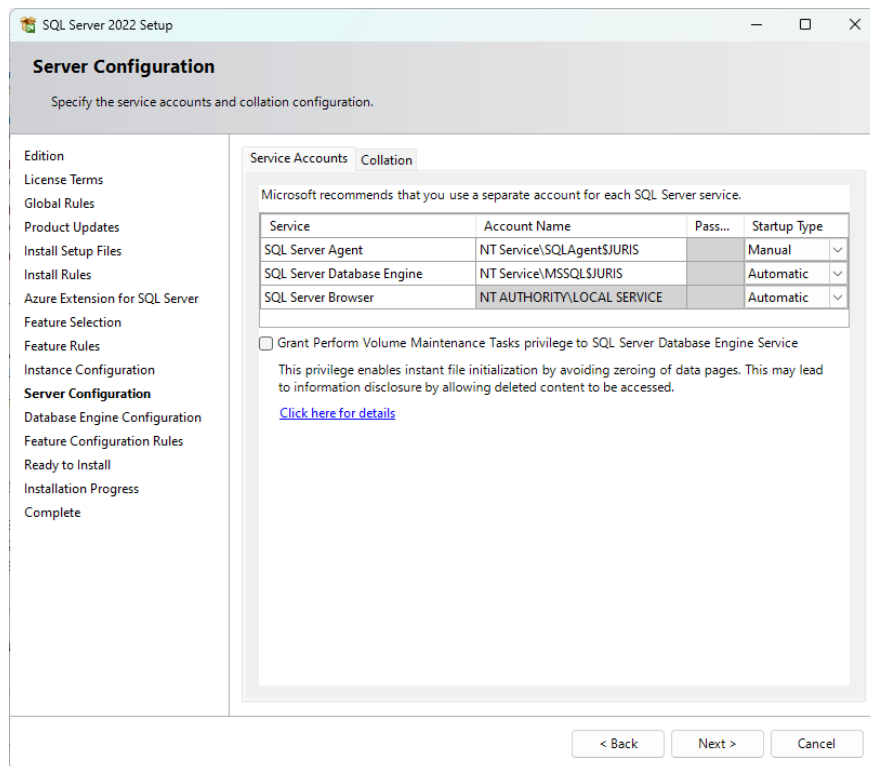 SQL Server 2022 Setup
Server Configuration
Specify the service accounts and collation configuration.
Edition
License Terms
Global Rules
Product Updates
Install Setup Files
Install Rules
Azure Extension for SQL Server
Feature Selection
Feature Rules
Instance Configuration
Server Configuration
Database Engine Configuration
Feature Configuration Rules
Ready to Install
Installation Progress
Complete
Service Accounts Collation
Microsoft recommends that you use a separate account for each SQL Server service.
Service Account Name Pass... Startup Type
SQL Server Agent NT Service\SQLAgent$JURIS Manual
SQL Server Database Engine NT Service\MSSQL$JURIS Automatic
SQL Server Browser NT AUTHORITY\LOCAL SERVICE Automatic
Grant Perform Volume Maintenance Tasks privilege to SQL Server Database Engine Service
This privilege enables instant file initialization by avoiding zeroing of data pages. This may lead
to information disclosure by allowing deleted content to be accessed.
Click here for details
< Back Next > Cancel